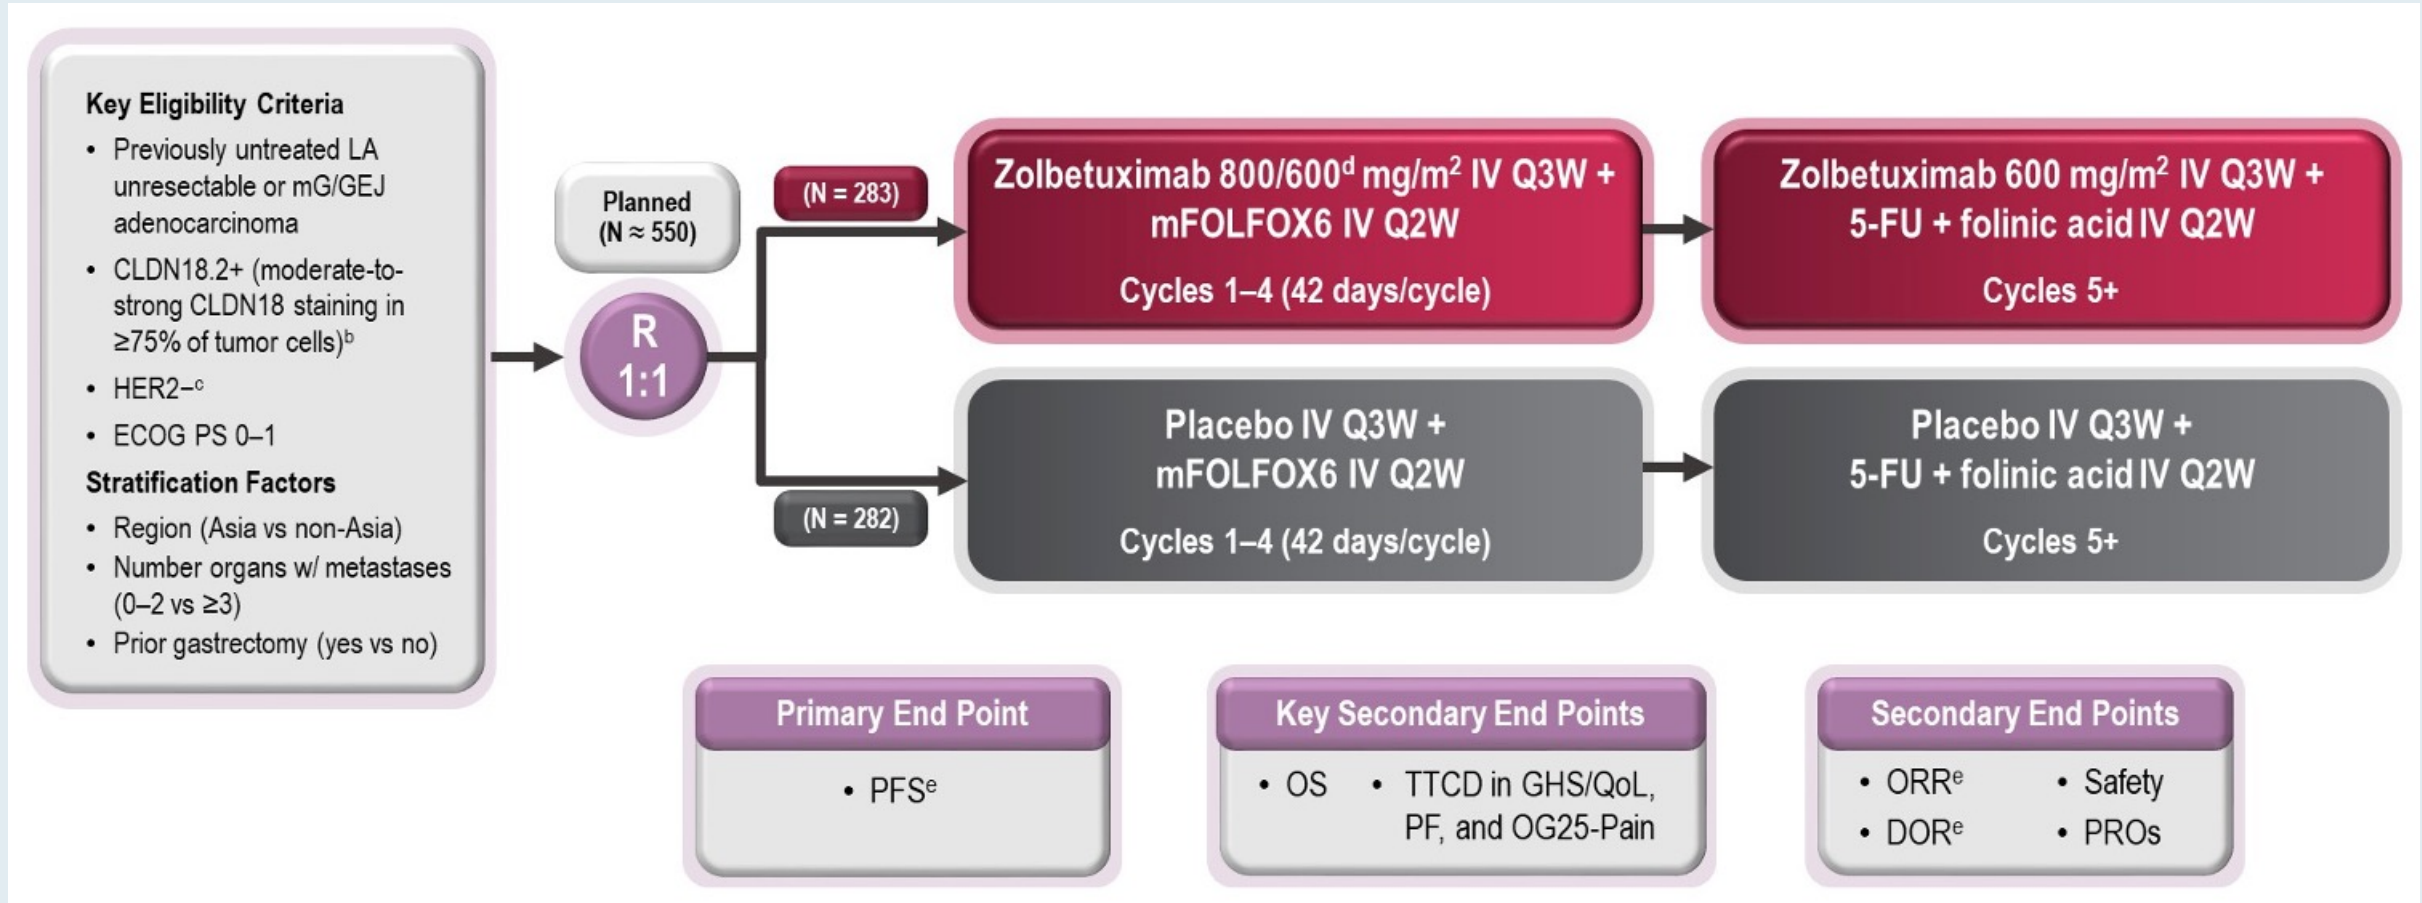 Key Eligibility Criteria
• Previously untreated LA
unresectable or mG/GEJ
adenocarcinoma
• CLDN18.2+ (moderate-to-
strong CLDN18 staining in
≥75% of tumor cells)ᵇ
• HER2–ᶜ
• ECOG PS 0–1
Stratification Factors
• Region (Asia vs non-Asia)
• Number organs w/ metastases
(0–2 vs ≥3)
• Prior gastrectomy (yes vs no)
Planned
(N ≈ 550)
R
1:1
(N = 283)
Zolbetuximab 800/600ᵈ mg/m² IV Q3W +
mFOLFOX6 IV Q2W
Cycles 1–4 (42 days/cycle)
Zolbetuximab 600 mg/m² IV Q3W +
5-FU + folinic acid IV Q2W
Cycles 5+
(N = 282)
Placebo IV Q3W +
mFOLFOX6 IV Q2W
Cycles 1–4 (42 days/cycle)
Placebo IV Q3W +
5-FU + folinic acid IV Q2W
Cycles 5+
Primary End Point
• PFSᵉ
Key Secondary End Points
• OS
• TTCD in GHS/QoL,
PF, and OG25-Pain
Secondary End Points
• ORRᵉ
• DORᵉ
• Safety
• PROs